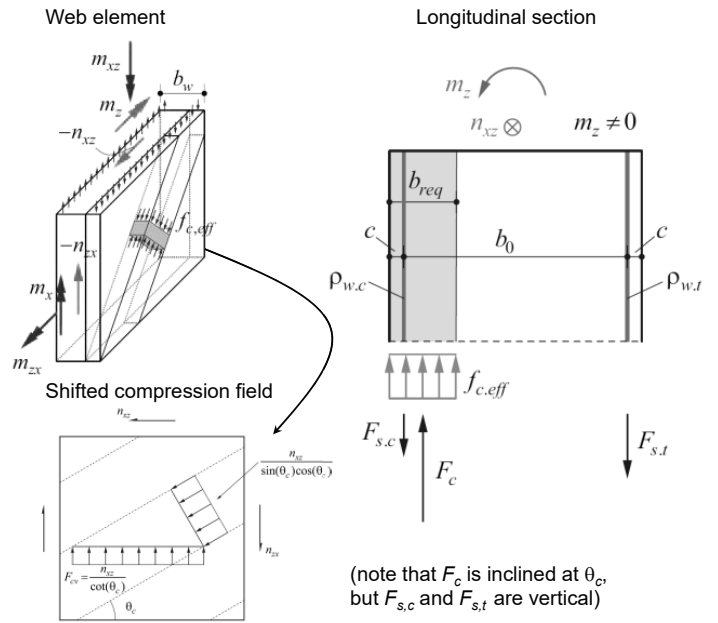 Web element
m_xz
b_w
m_z
−n_xz
f_c,eff
−n_zx
m_x
m_zx
Shifted compression field
n_xz
n_xz
sin(θ_c)cos(θ_c)
n_zx
F_cv = n_xz
cot(θ_c)
θ_c
Longitudinal section
m_z
n_xz ⊗
m_z ≠ 0
b_req
c
b_0
c
ρ_w.c
ρ_w.t
f_c.eff
F_s.c
F_c
F_s.t
(note that F_c is inclined at θ_c,
but F_s,c and F_s,t are vertical)